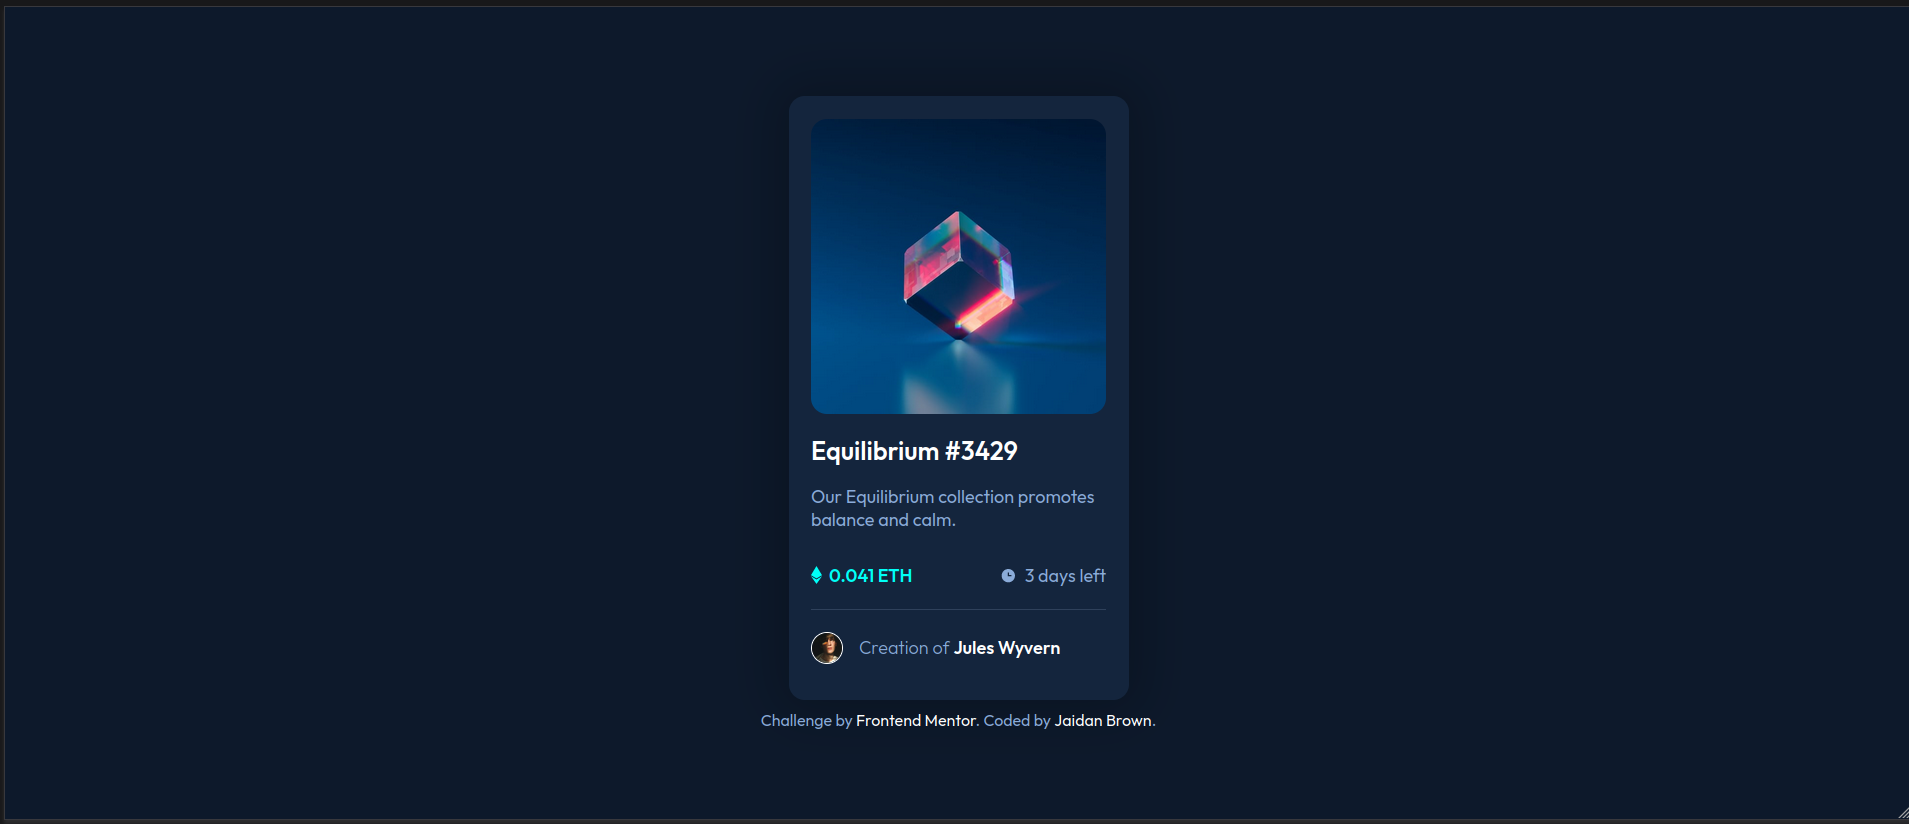 Equilibrium #3429
Our Equilibrium collection promotes
balance and calm.
0.041 ETH
3 days left
Creation of Jules Wyvern
Challenge by Frontend Mentor. Coded by Jaidan Brown.